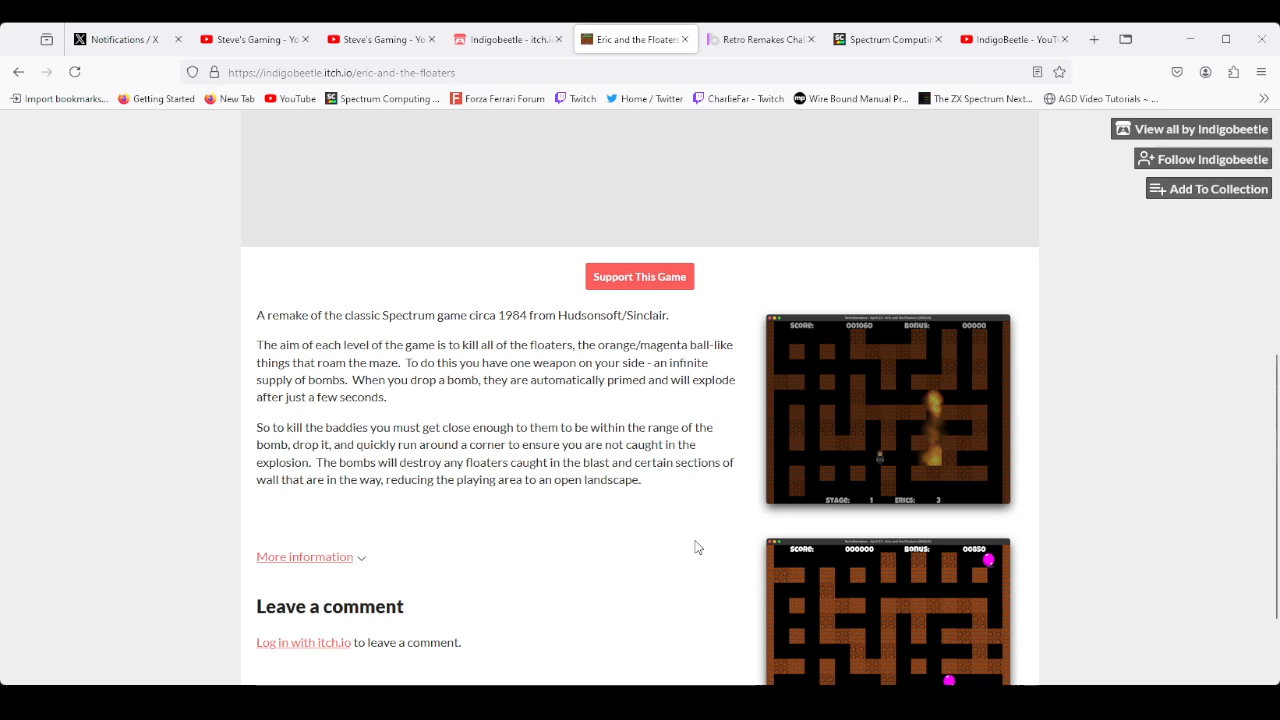 Notifications / X
Steve's Gaming - Yo
Steve's Gaming - Yo
Indigobeetle - itch.i
Eric and the Floaters
Retro Remakes Chal
Spectrum Computin
IndigoBeetle - YouT
https://indigobeetle.itch.io/eric-and-the-floaters
Import bookmarks...
Getting Started
New Tab
YouTube
Spectrum Computing ...
Forza Ferrari Forum
Twitch
Home / Twitter
CharlieFar - Twitch
Wire Bound Manual Pr...
The ZX Spectrum Next...
AGD Video Tutorials ~ ...
View all by Indigobeetle
Follow Indigobeetle
Add To Collection
Support This Game
A remake of the classic Spectrum game circa 1984 from Hudsonsoft/Sinclair.
The aim of each level of the game is to kill all of the floaters, the orange/magenta ball-like
things that roam the maze. To do this you have one weapon on your side - an infinite
supply of bombs. When you drop a bomb, they are automatically primed and will explode
after just a few seconds.
So to kill the baddies you must get close enough to them to be within the range of the
bomb, drop it, and quickly run around a corner to ensure you are not caught in the
explosion. The bombs will destroy any floaters caught in the blast and certain sections of
wall that are in the way, reducing the playing area to an open landscape.
More information
Leave a comment
Log in with itch.io to leave a comment.
SCORE: 001060 BONUS: 00000
STAGE: 1 ERICS: 3
SCORE: 000000 BONUS: 00850